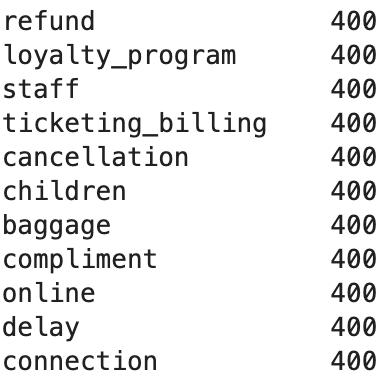 refund 400
loyalty_program 400
staff 400
ticketing_billing 400
cancellation 400
children 400
baggage 400
compliment 400
online 400
delay 400
connection 400